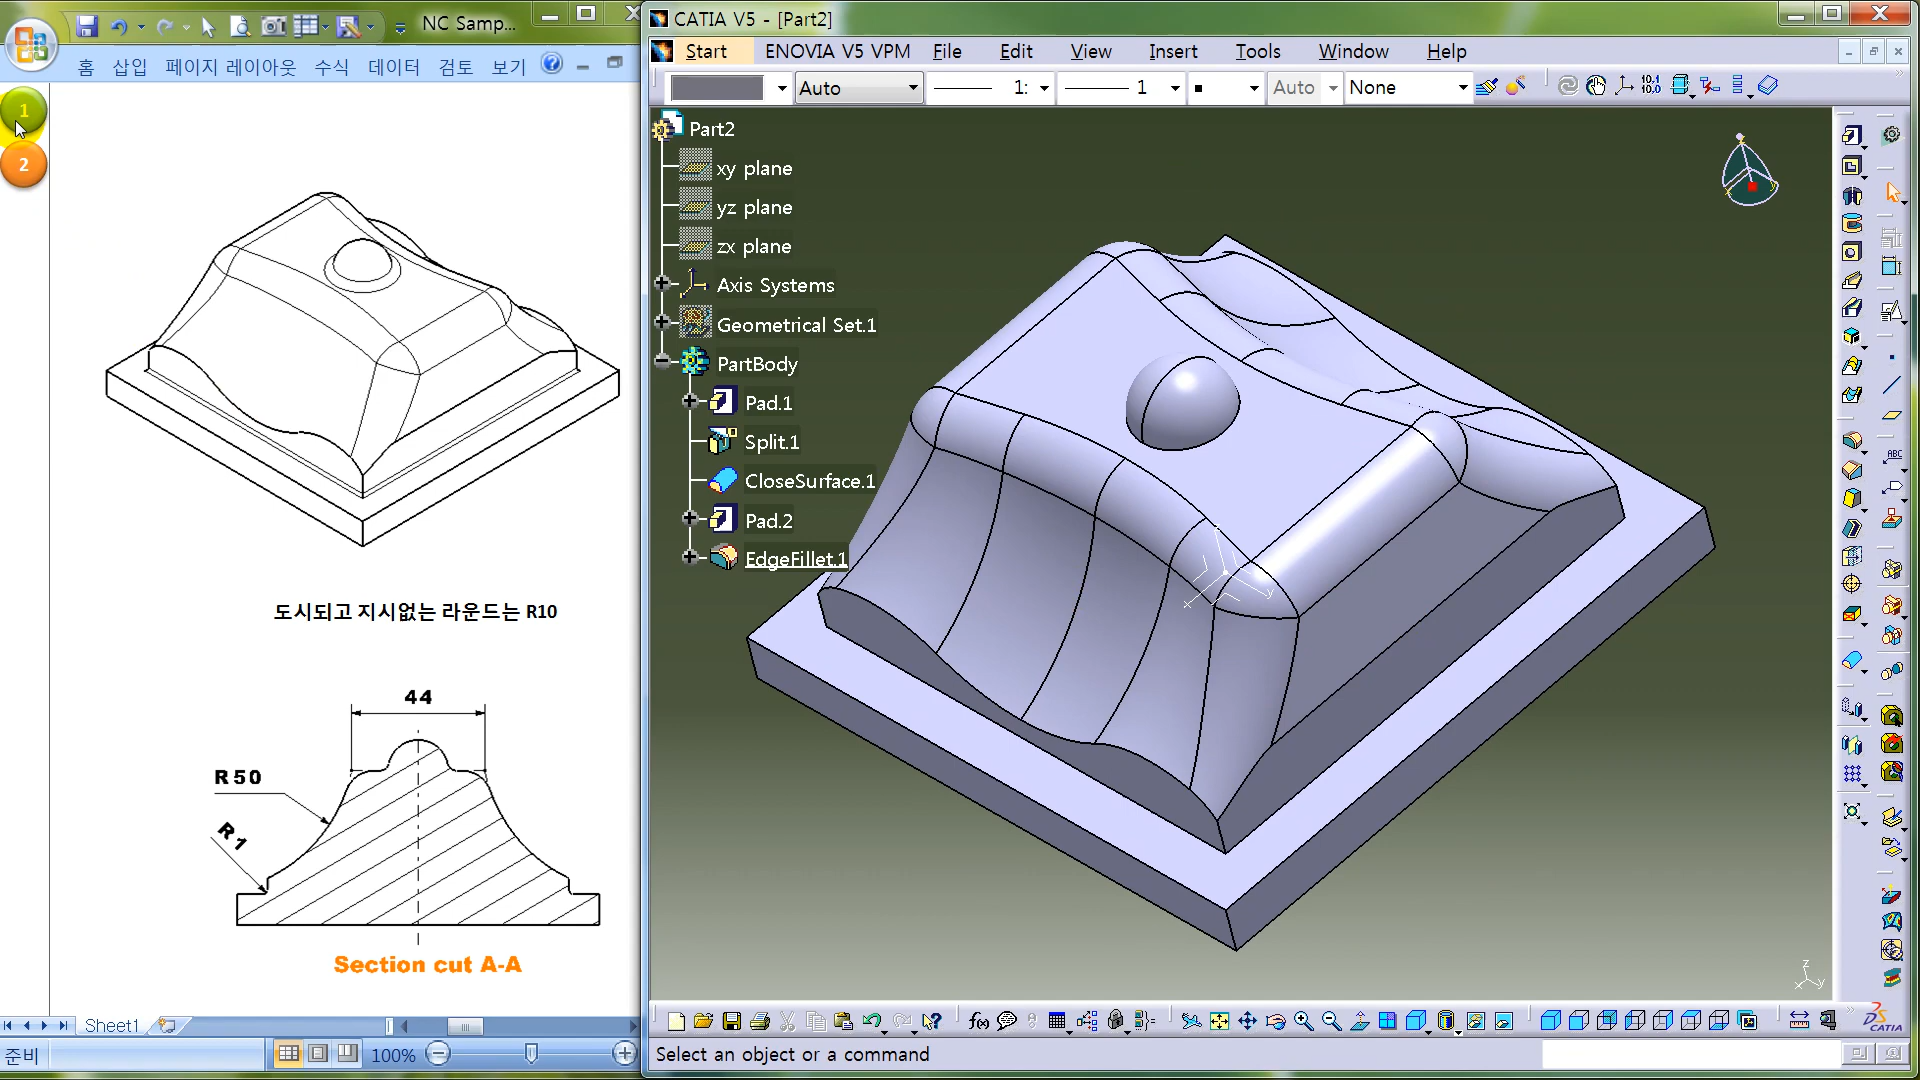 NC Samp...
홈 삽입 페이지 레이아웃 수식 데이터 검토 보기
1
2
도시되고 지시없는 라운드는 R10
44
R50
R1
Section cut A-A
Sheet1
준비
100%
CATIA V5 - [Part2]
Start ENOVIA V5 VPM File Edit View Insert Tools Window Help
Auto 1: 1 Auto None
Part2
xy plane
yz plane
zx plane
Axis Systems
Geometrical Set.1
PartBody
Pad.1
Split.1
CloseSurface.1
Pad.2
EdgeFillet.1
x y
z
x y
ABC
f(x)
CATIA
Select an object or a command